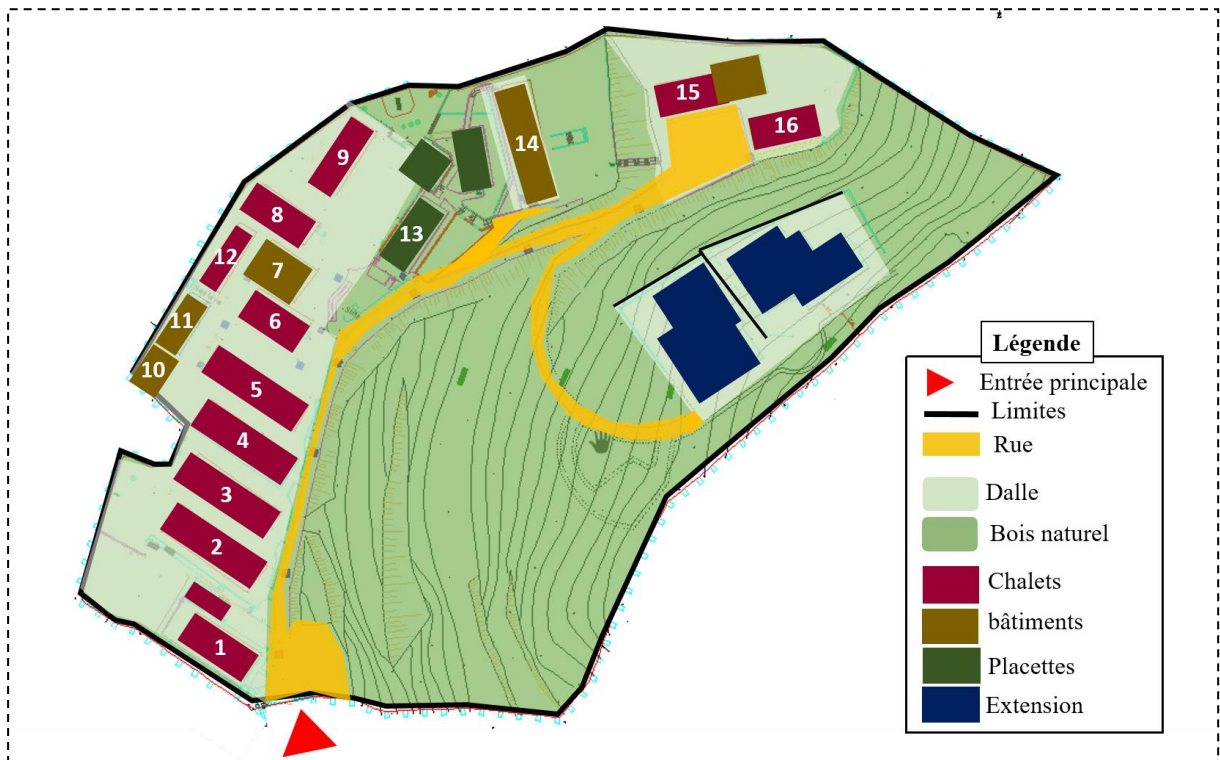 15
16
14
9
13
8
12
7
6
11
10
5
4
3
2
1
Légende
Entrée principale
Limites
Rue
Dalle
Bois naturel
Chalets
bâtiments
Placettes
Extension